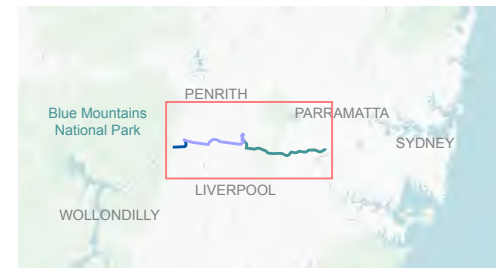 PENRITH
Blue Mountains
National Park
PARRAMATTA
SYDNEY
LIVERPOOL
WOLLONDILLY